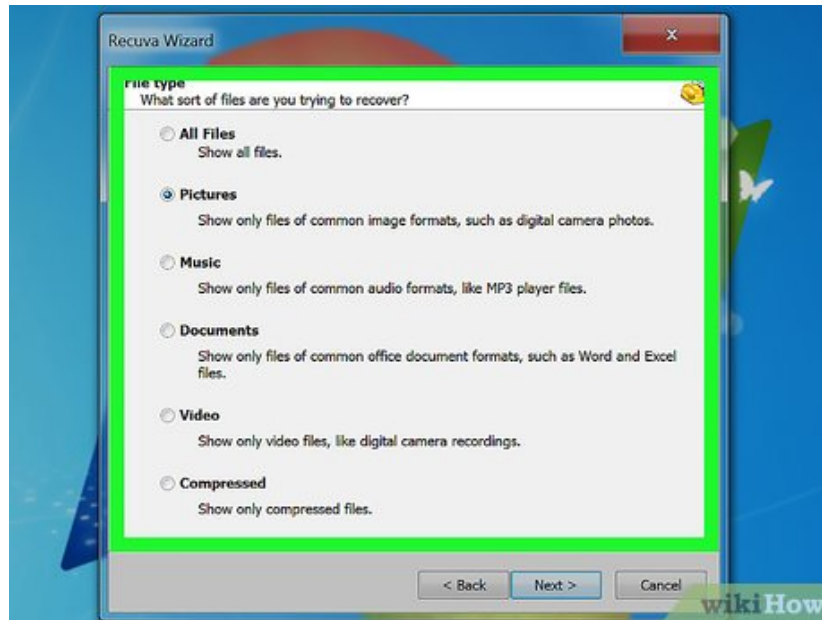 Recuva Wizard
File type
What sort of files are you trying to recover?
All Files
Show all files.
Pictures
Show only files of common image formats, such as digital camera photos.
Music
Show only files of common audio formats, like MP3 player files.
Documents
Show only files of common office document formats, such as Word and Excel
files.
Video
Show only video files, like digital camera recordings.
Compressed
Show only compressed files.
< Back Next > Cancel
wikiHow